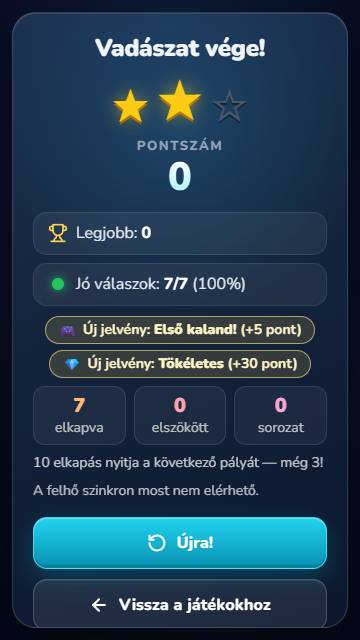 Vadászat vége!
PONTSZÁM
0
Legjobb: 0
Jó válaszok: 7/7 (100%)
Új jelvény: Első kaland! (+5 pont)
Új jelvény: Tökéletes (+30 pont)
7 0 0
elkapva elszökött sorozat
10 elkapás nyitja a következő pályát — még 3!
A felhő szinkron most nem elérhető.
Újra!
Vissza a játékokhoz